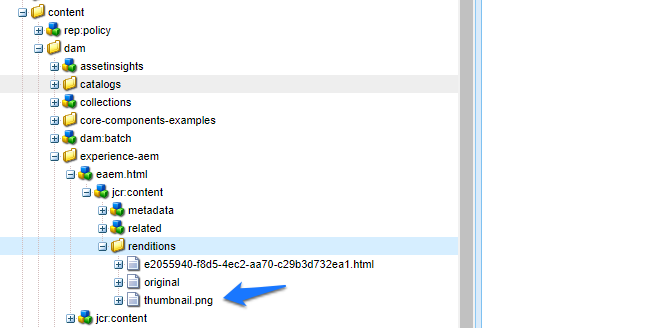 content
rep:policy
dam
assetinsights
catalogs
collections
core-components-examples
dam:batch
experience-aem
eaem.html
jcr:content
metadata
related
renditions
e2055940-f8d5-4ec2-aa70-c29b3d732ea1.html
original
thumbnail.png
jcr:content